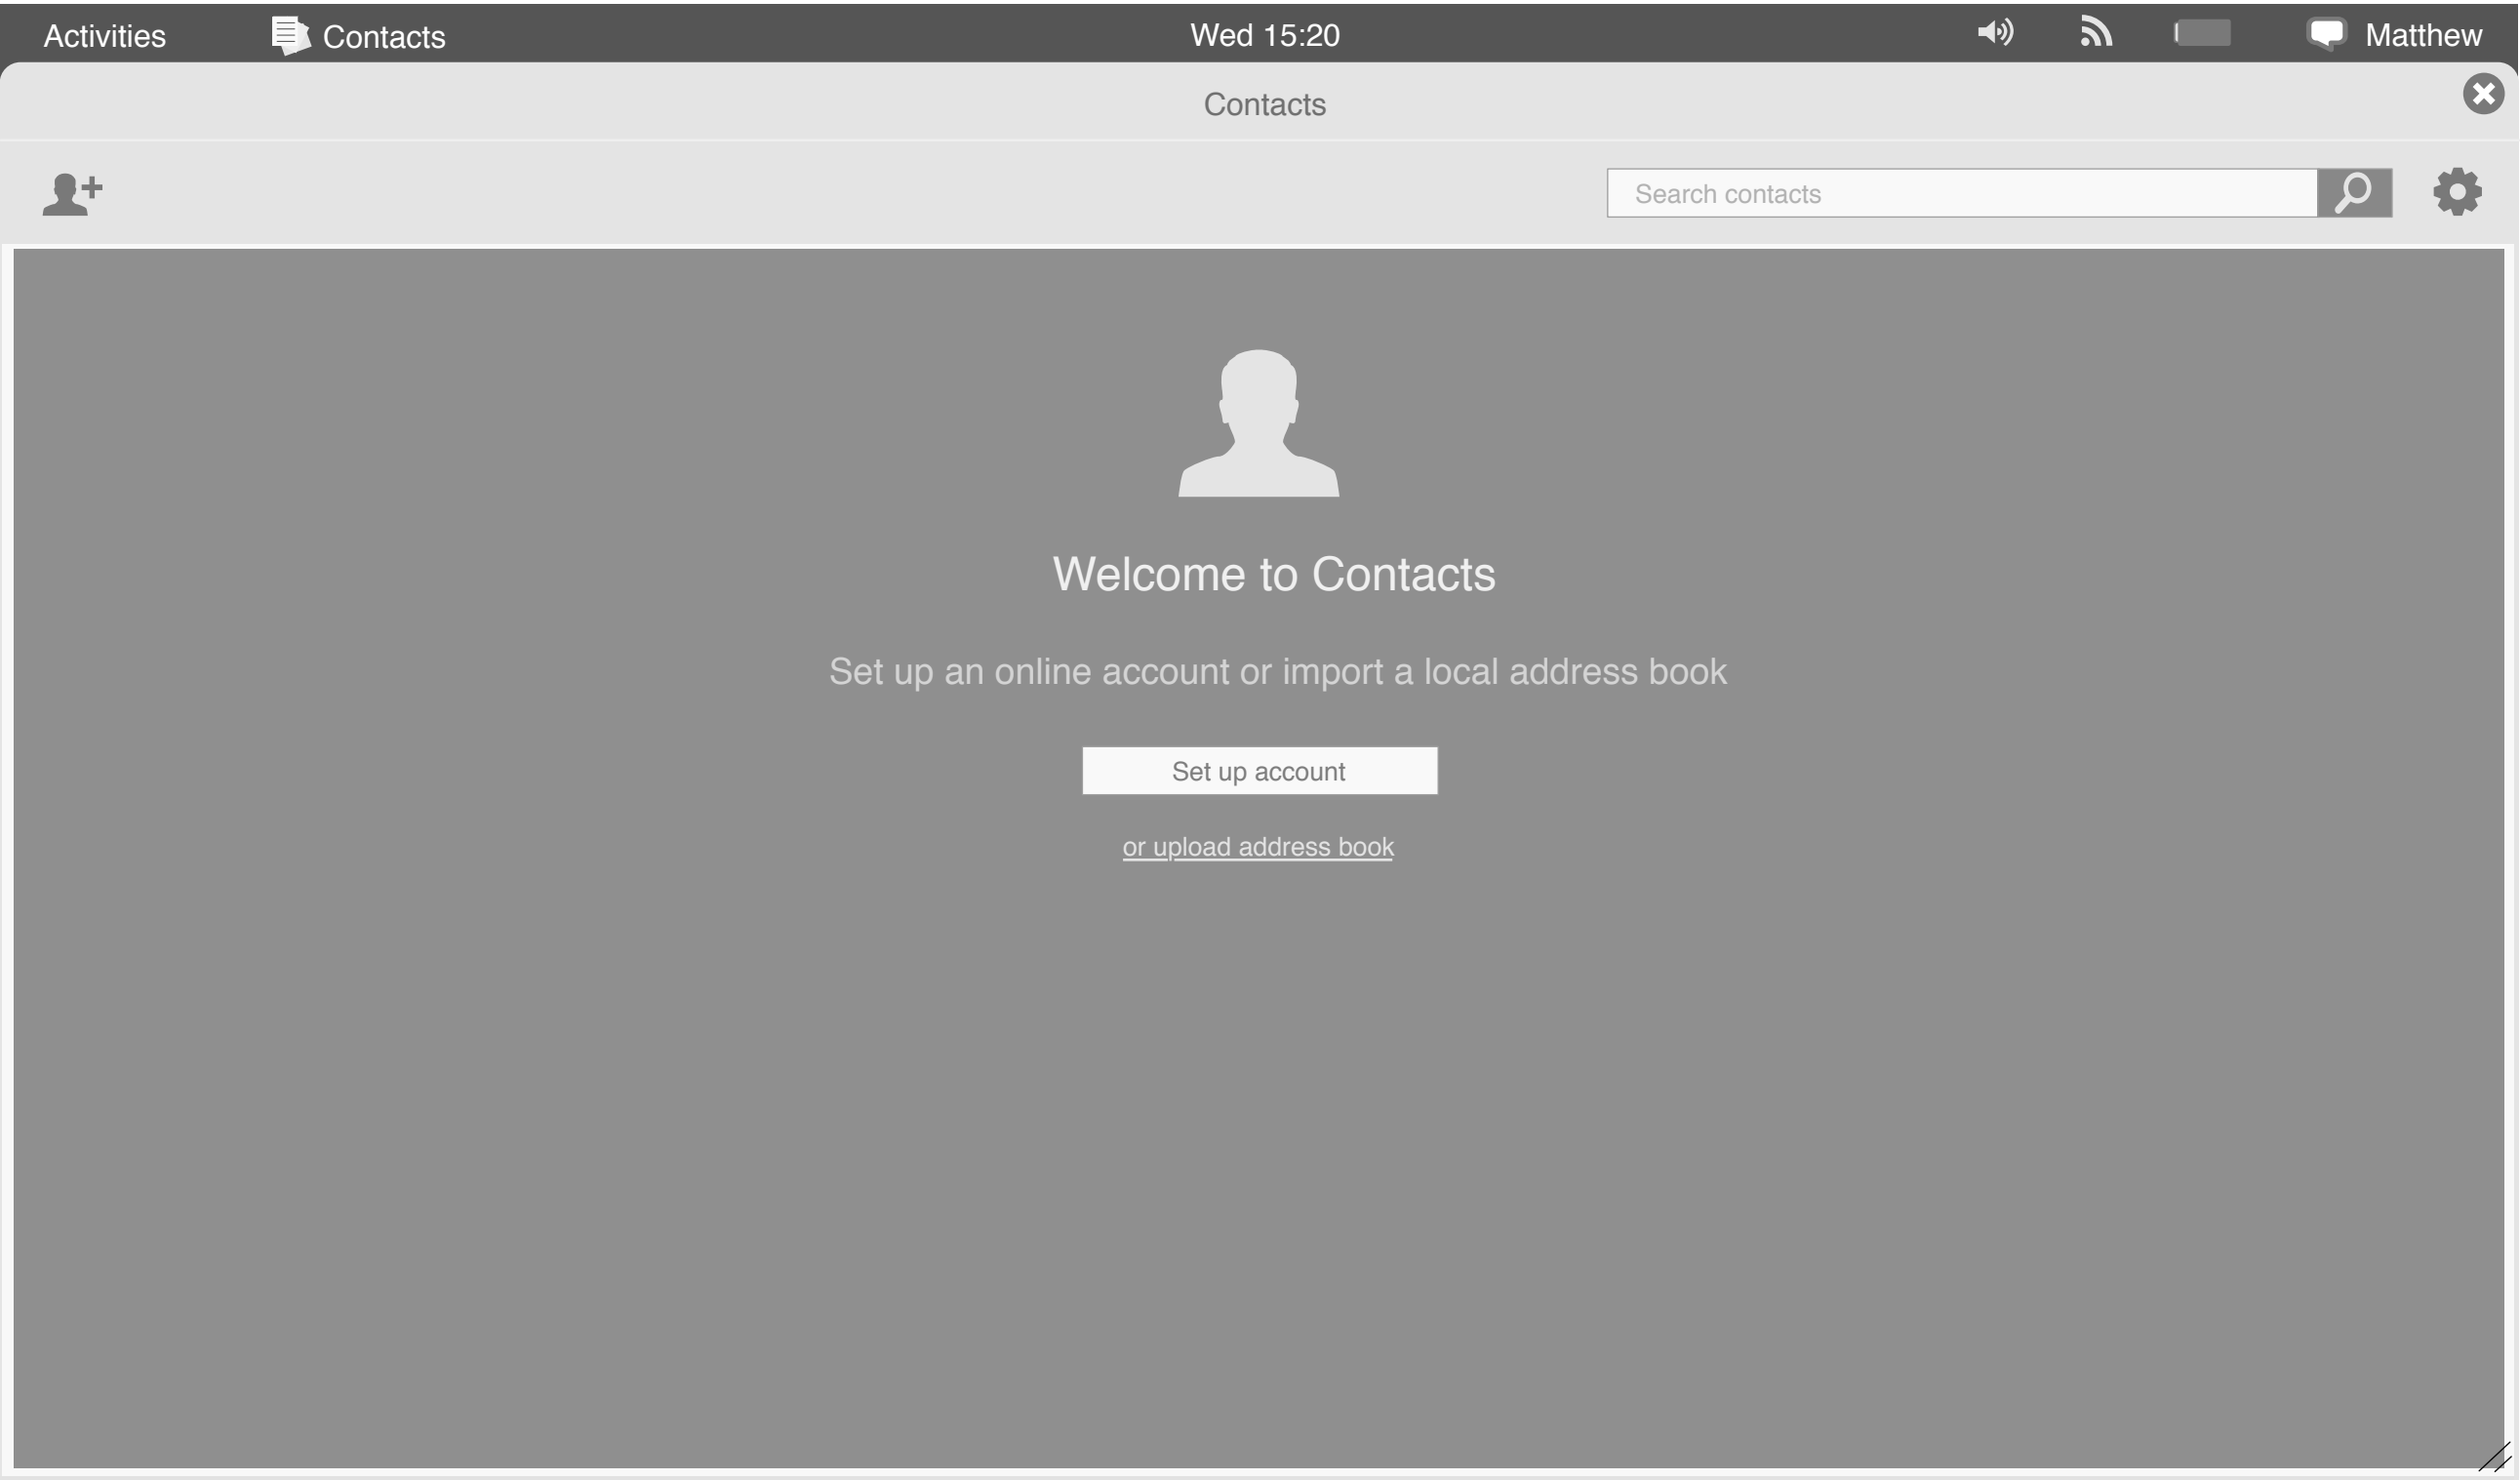 Activities
Contacts
Wed 15:20
Matthew
Contacts
Search contacts
Welcome to Contacts
Set up an online account or import a local address book
Set up account
or upload address book